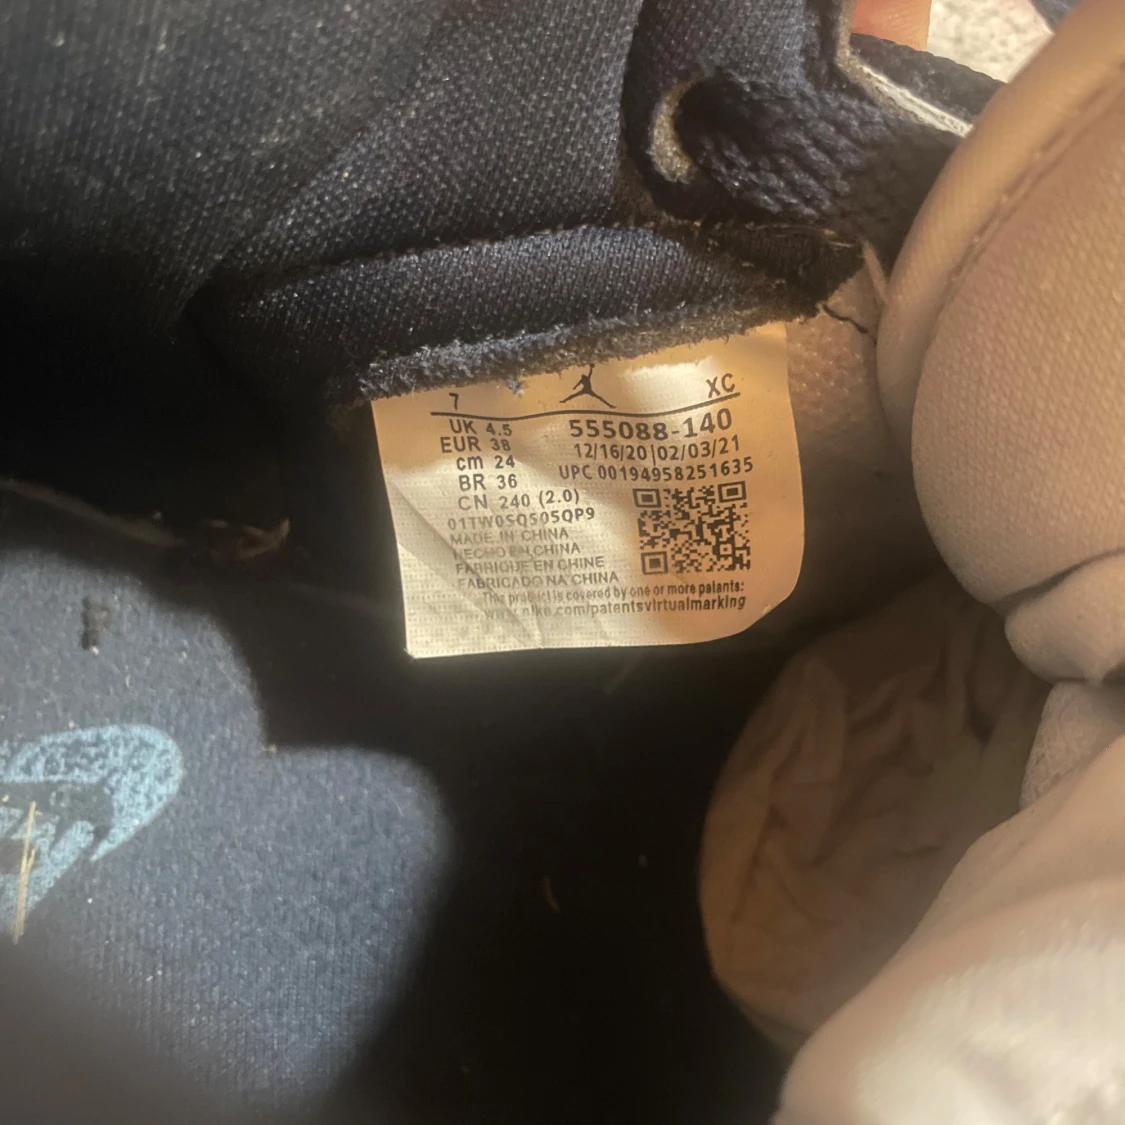 7 XC
UK 4.5
EUR 38
cm 24
BR 36
CN 240 (2.0)
555088-140
12/16/20|02/03/21
UPC 00194958251635
01TW0SQ505QP9
MADE IN CHINA
HECHO EN CHINA
FABRIQUE EN CHINE
FABRICADO NA CHINA
This product is covered by one or more patants:
www.nike.com/patantsvirtualmarking